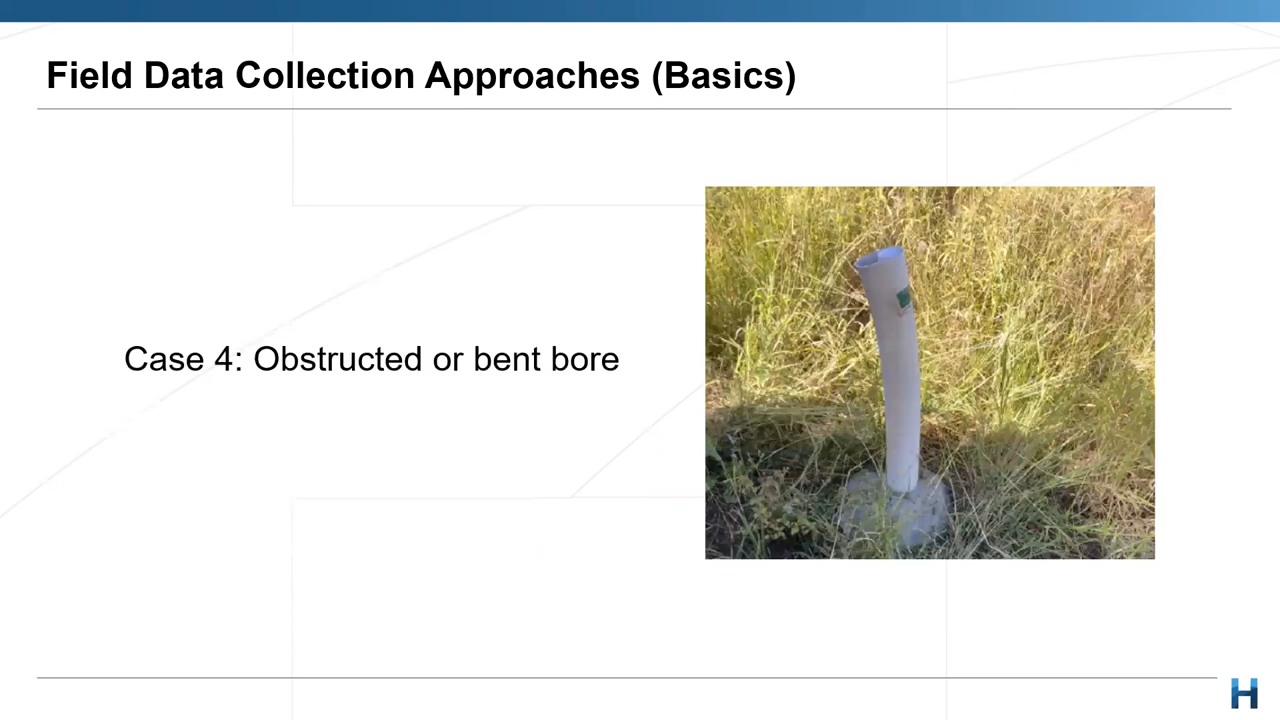 Field Data Collection Approaches (Basics)
Case 4: Obstructed or bent bore
H